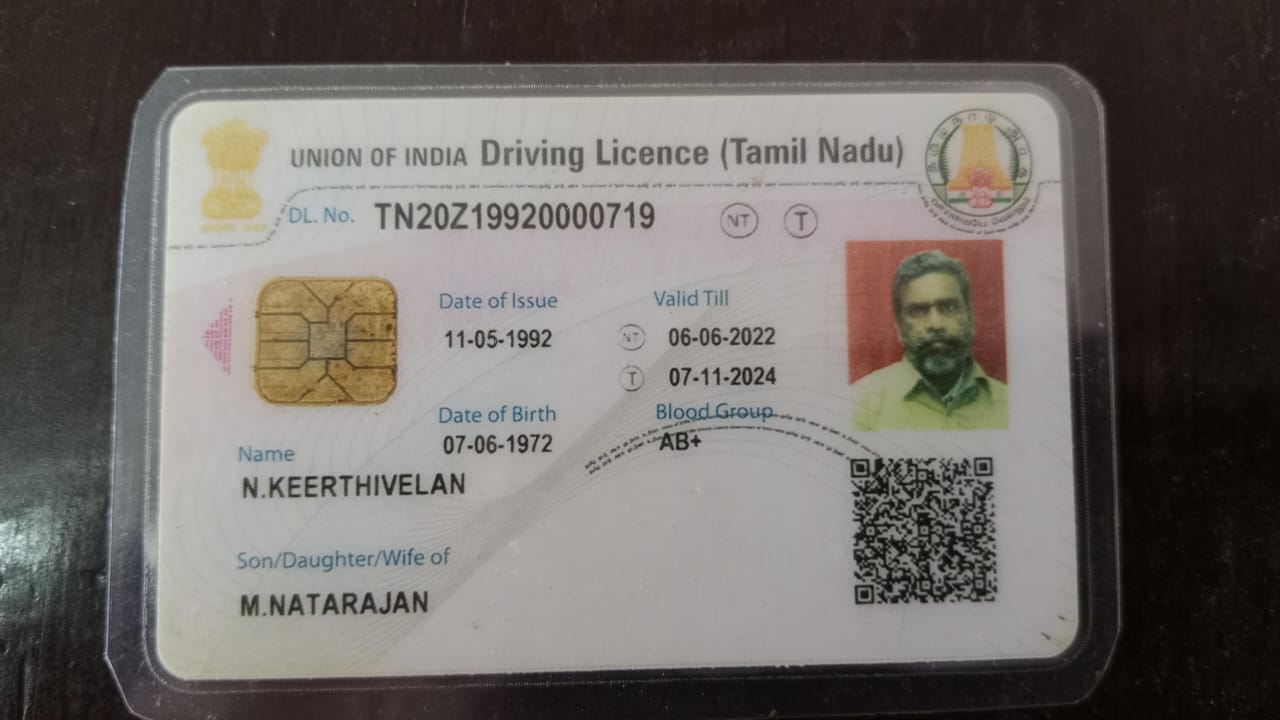 UNION OF INDIA Driving Licence (Tamil Nadu)
DL. No. TN20Z19920000719 NT T
Date of Issue Valid Till
11-05-1992 NT 06-06-2022
T 07-11-2024
Date of Birth Blood Group
07-06-1972 AB+
Name
N.KEERTHIVELAN
Son/Daughter/Wife of
M.NATARAJAN